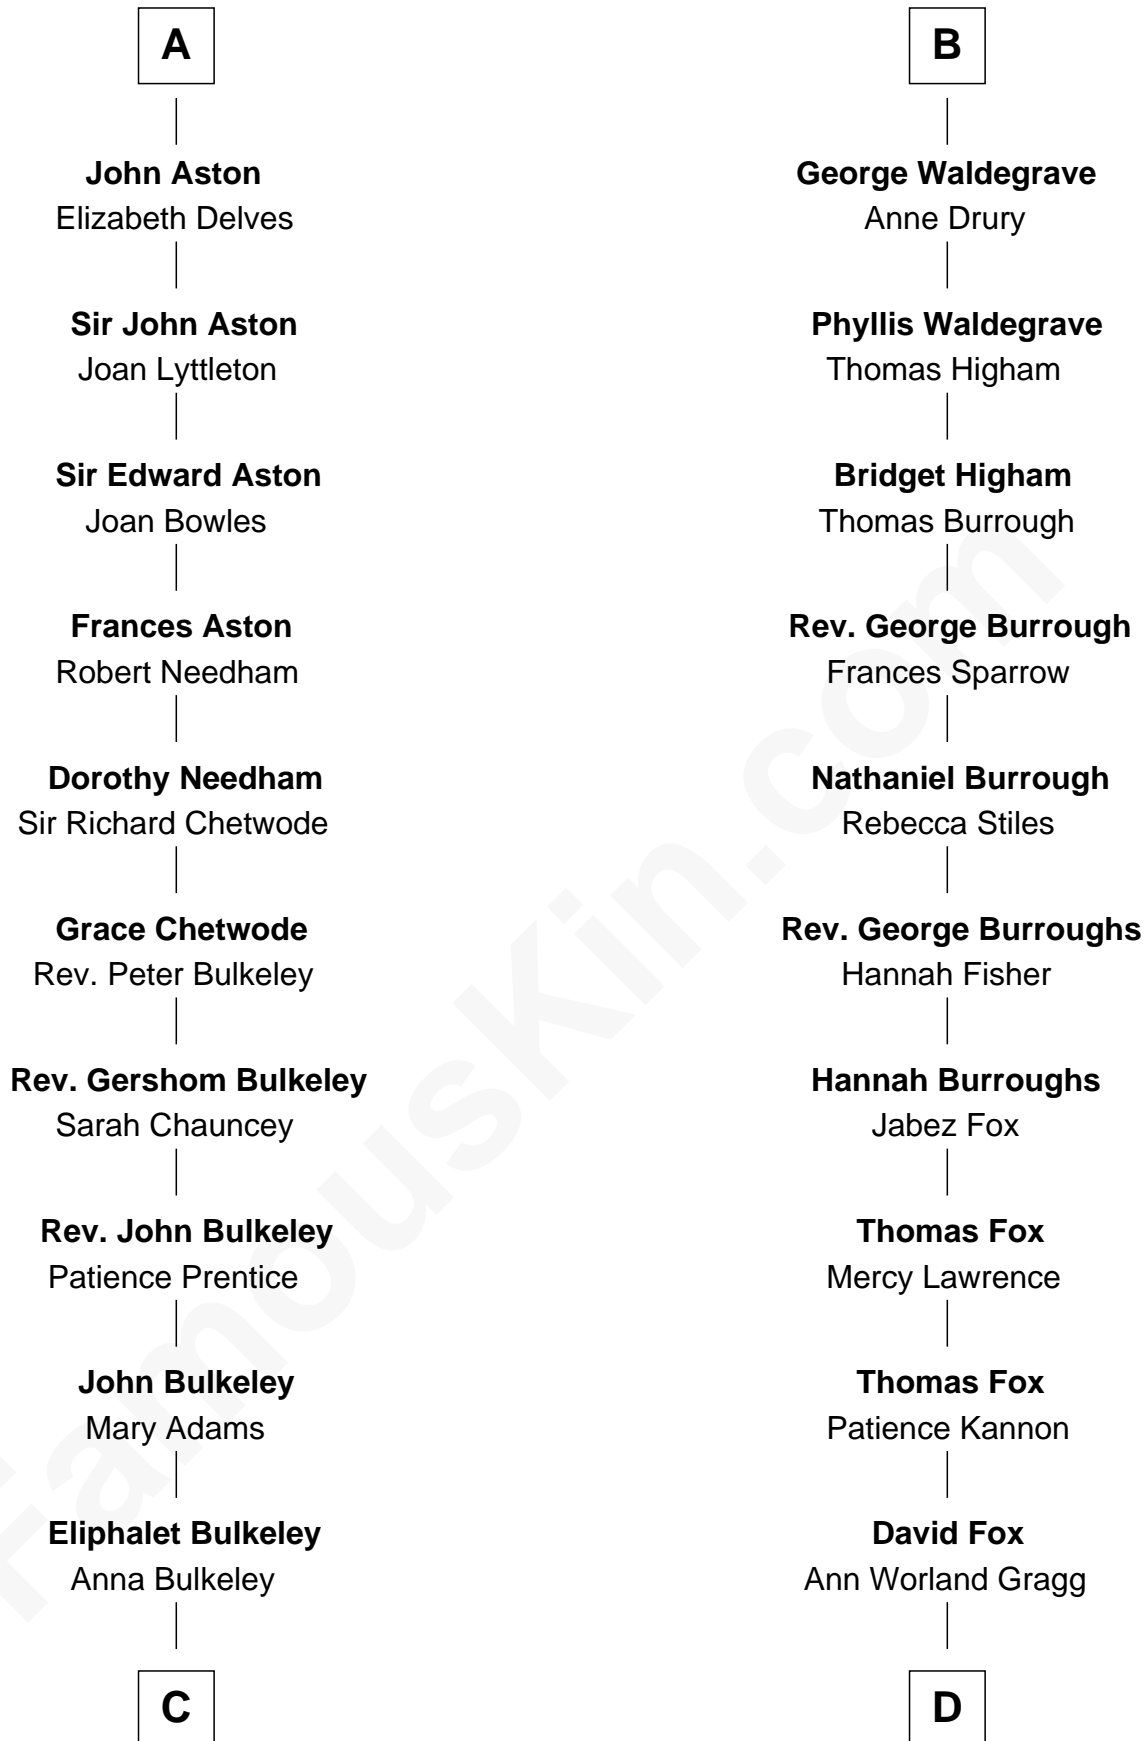 A
John Aston
Elizabeth Delves
Sir John Aston
Joan Lyttleton
Sir Edward Aston
Joan Bowles
Frances Aston
Robert Needham
Dorothy Needham
Sir Richard Chetwode
Grace Chetwode
Rev. Peter Bulkeley
Rev. Gershom Bulkeley
Sarah Chauncey
Rev. John Bulkeley
Patience Prentice
John Bulkeley
Mary Adams
Eliphalet Bulkeley
Anna Bulkeley
C
B
George Waldegrave
Anne Drury
Phyllis Waldegrave
Thomas Higham
Bridget Higham
Thomas Burrough
Rev. George Burrough
Frances Sparrow
Nathaniel Burrough
Rebecca Stiles
Rev. George Burroughs
Hannah Fisher
Hannah Burroughs
Jabez Fox
Thomas Fox
Mercy Lawrence
Thomas Fox
Patience Kannon
David Fox
Ann Worland Gragg
D
FamousKin.com